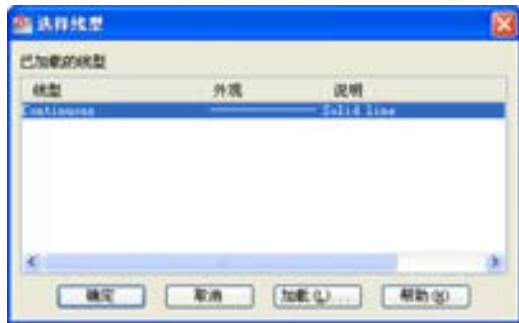 选择线型
已加载的线型
线型 外观 说明
Continuous Solid line
确定 取消 加载(L)... 帮助(H)